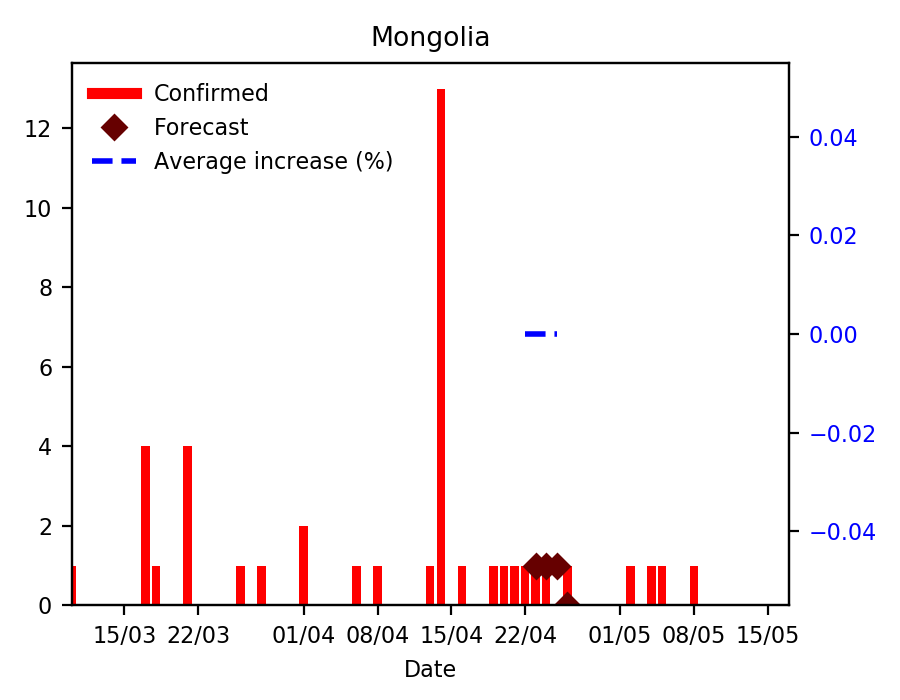 Mongolia
Confirmed
Forecast
Average increase (%)
12
10
8
6
4
2
0
0.04
0.02
0.00
−0.02
−0.04
15/03 22/03 01/04 08/04 15/04 22/04 01/05 08/05 15/05
Date